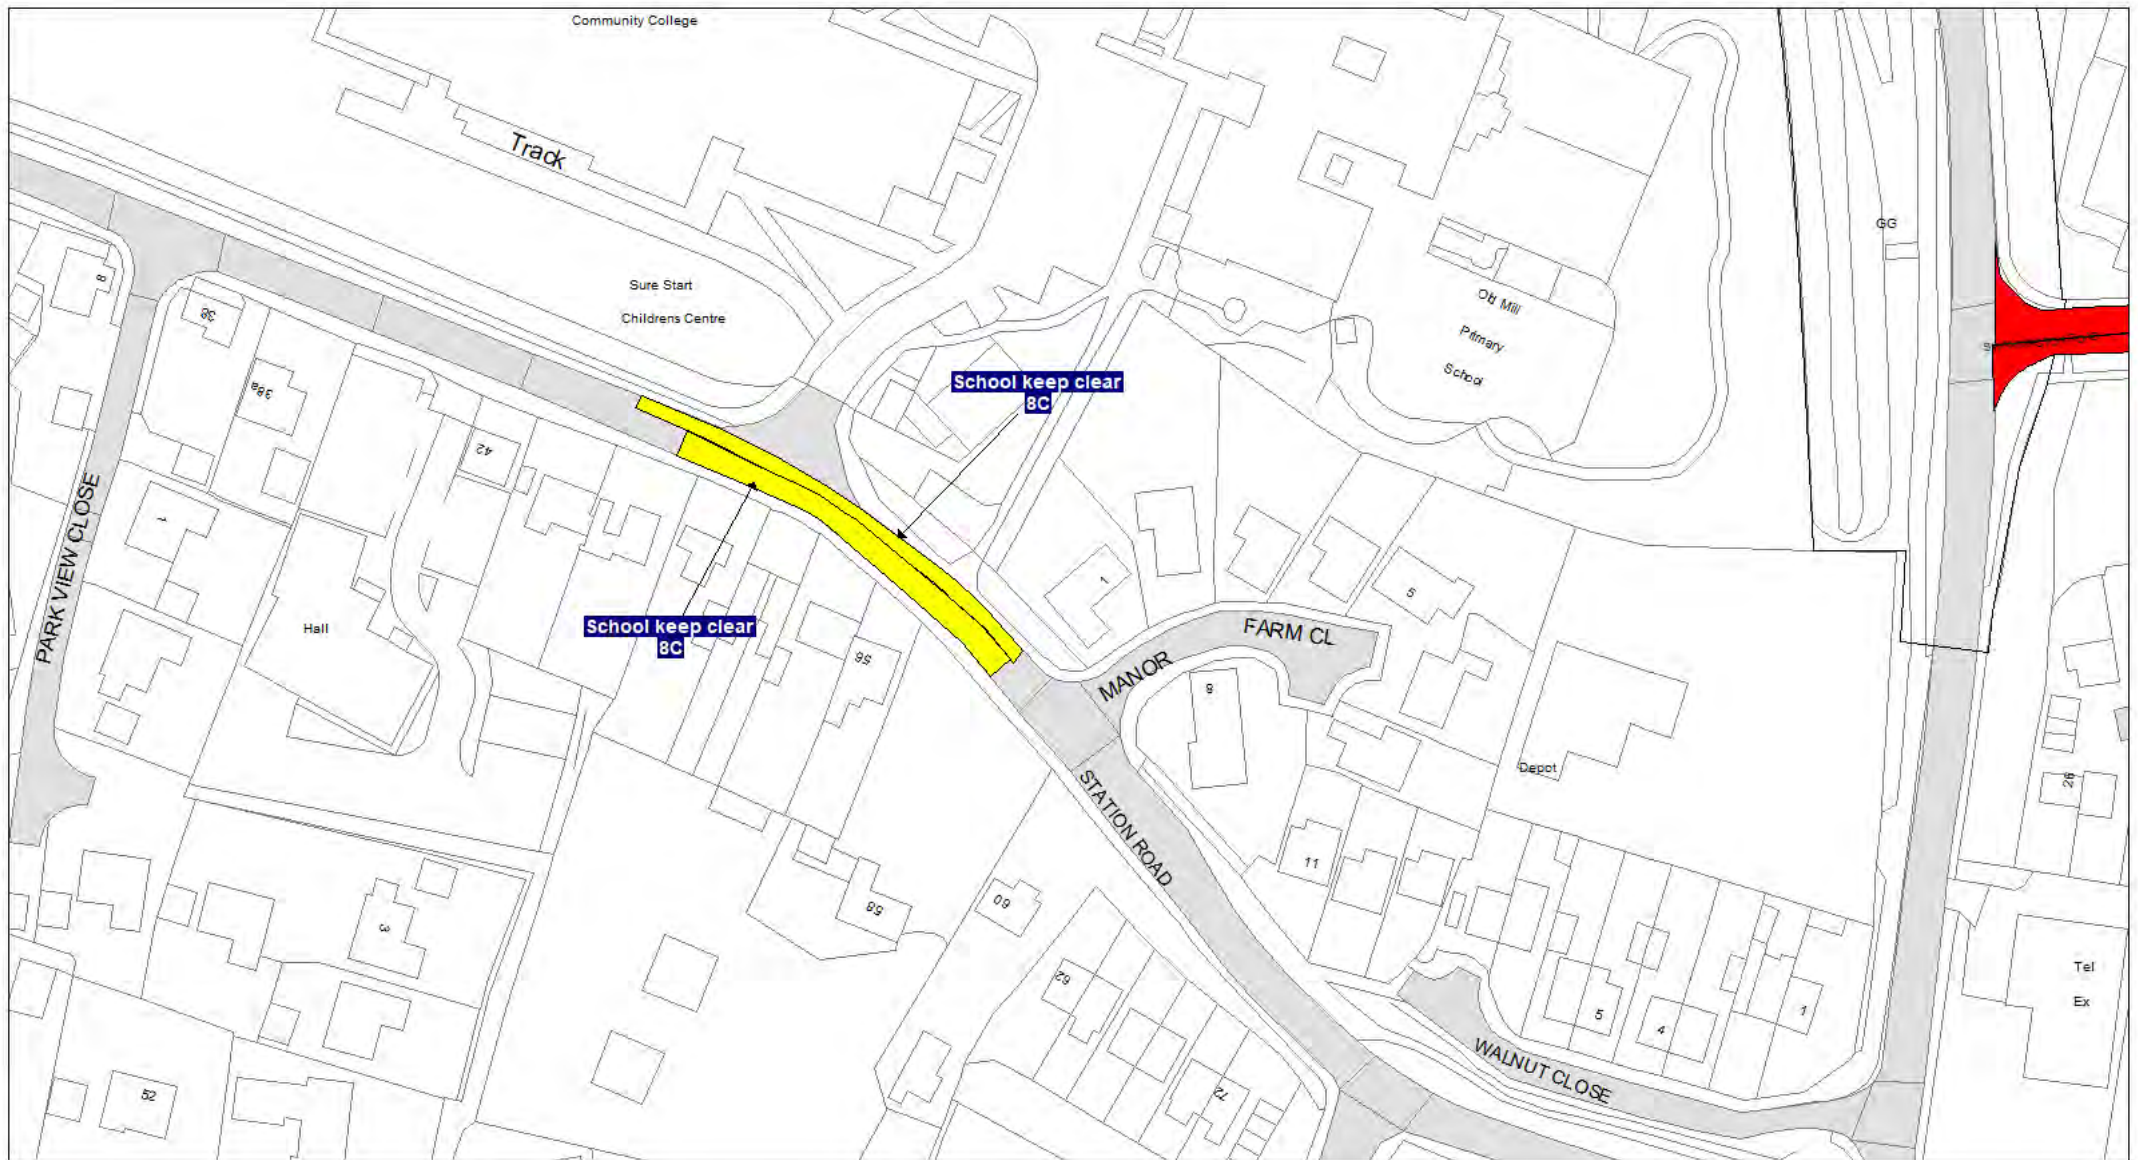 Community College
Track
GG
8
Sure Start
Childrens Centre
Old Mill
Primary
School
38
38a
School keep clear
8C
42
PARK VIEW CLOSE
1
1
5
Hall
School keep clear
8C
56
FARM CL
MANOR
8
Depot
26
STATION ROAD
11
58
60
3
62
Tel
Ex
5
4
1
WALNUT CLOSE
72
52